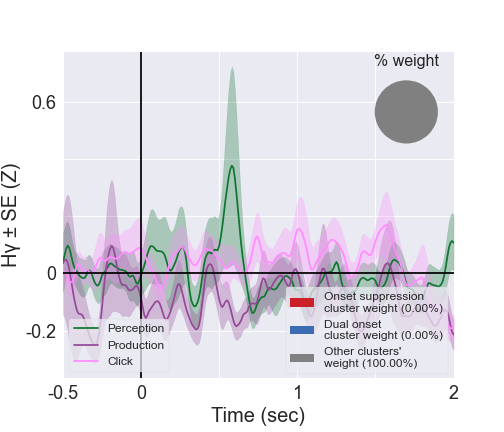 % weight
Hγ ± SE (Z)
0.6
0
-0.2
Perception
Production
Click
Onset suppression
cluster weight (0.00%)
Dual onset
cluster weight (0.00%)
Other clusters'
weight (100.00%)
-0.5
0
1
2
Time (sec)